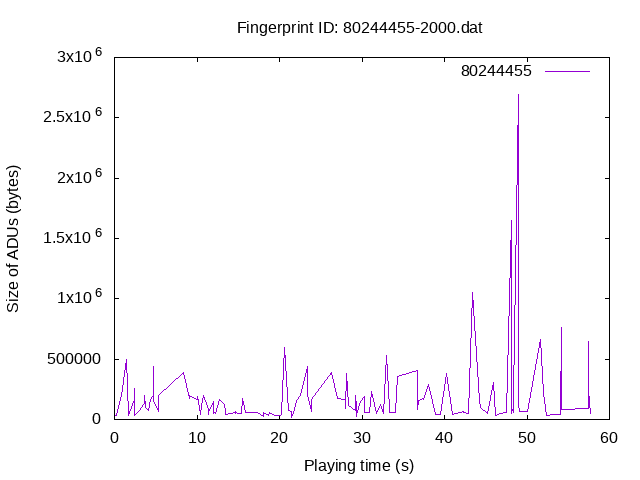 Fingerprint ID: 80244455-2000.dat
80244455
Size of ADUs (bytes)
3x10^6
2.5x10^6
2x10^6
1.5x10^6
1x10^6
500000
0
0 10 20 30 40 50 60
Playing time (s)